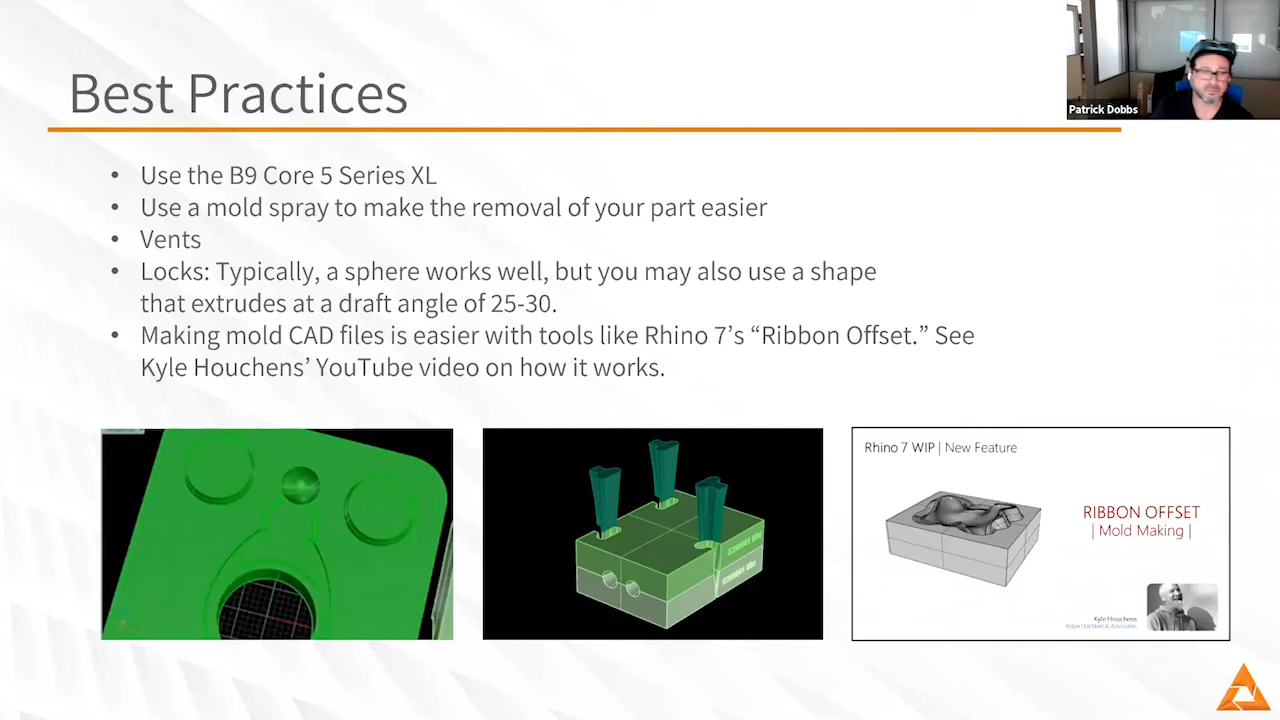 Best Practices
Patrick Dobbs
• Use the B9 Core 5 Series XL
• Use a mold spray to make the removal of your part easier
• Vents
• Locks: Typically, a sphere works well, but you may also use a shape
that extrudes at a draft angle of 25-30.
• Making mold CAD files is easier with tools like Rhino 7’s “Ribbon Offset.” See
Kyle Houchens’ YouTube video on how it works.
Rhino 7 WIP | New Feature
RIBBON OFFSET
| Mold Making |
Kyle Houchens
Robert McNeel & Associates